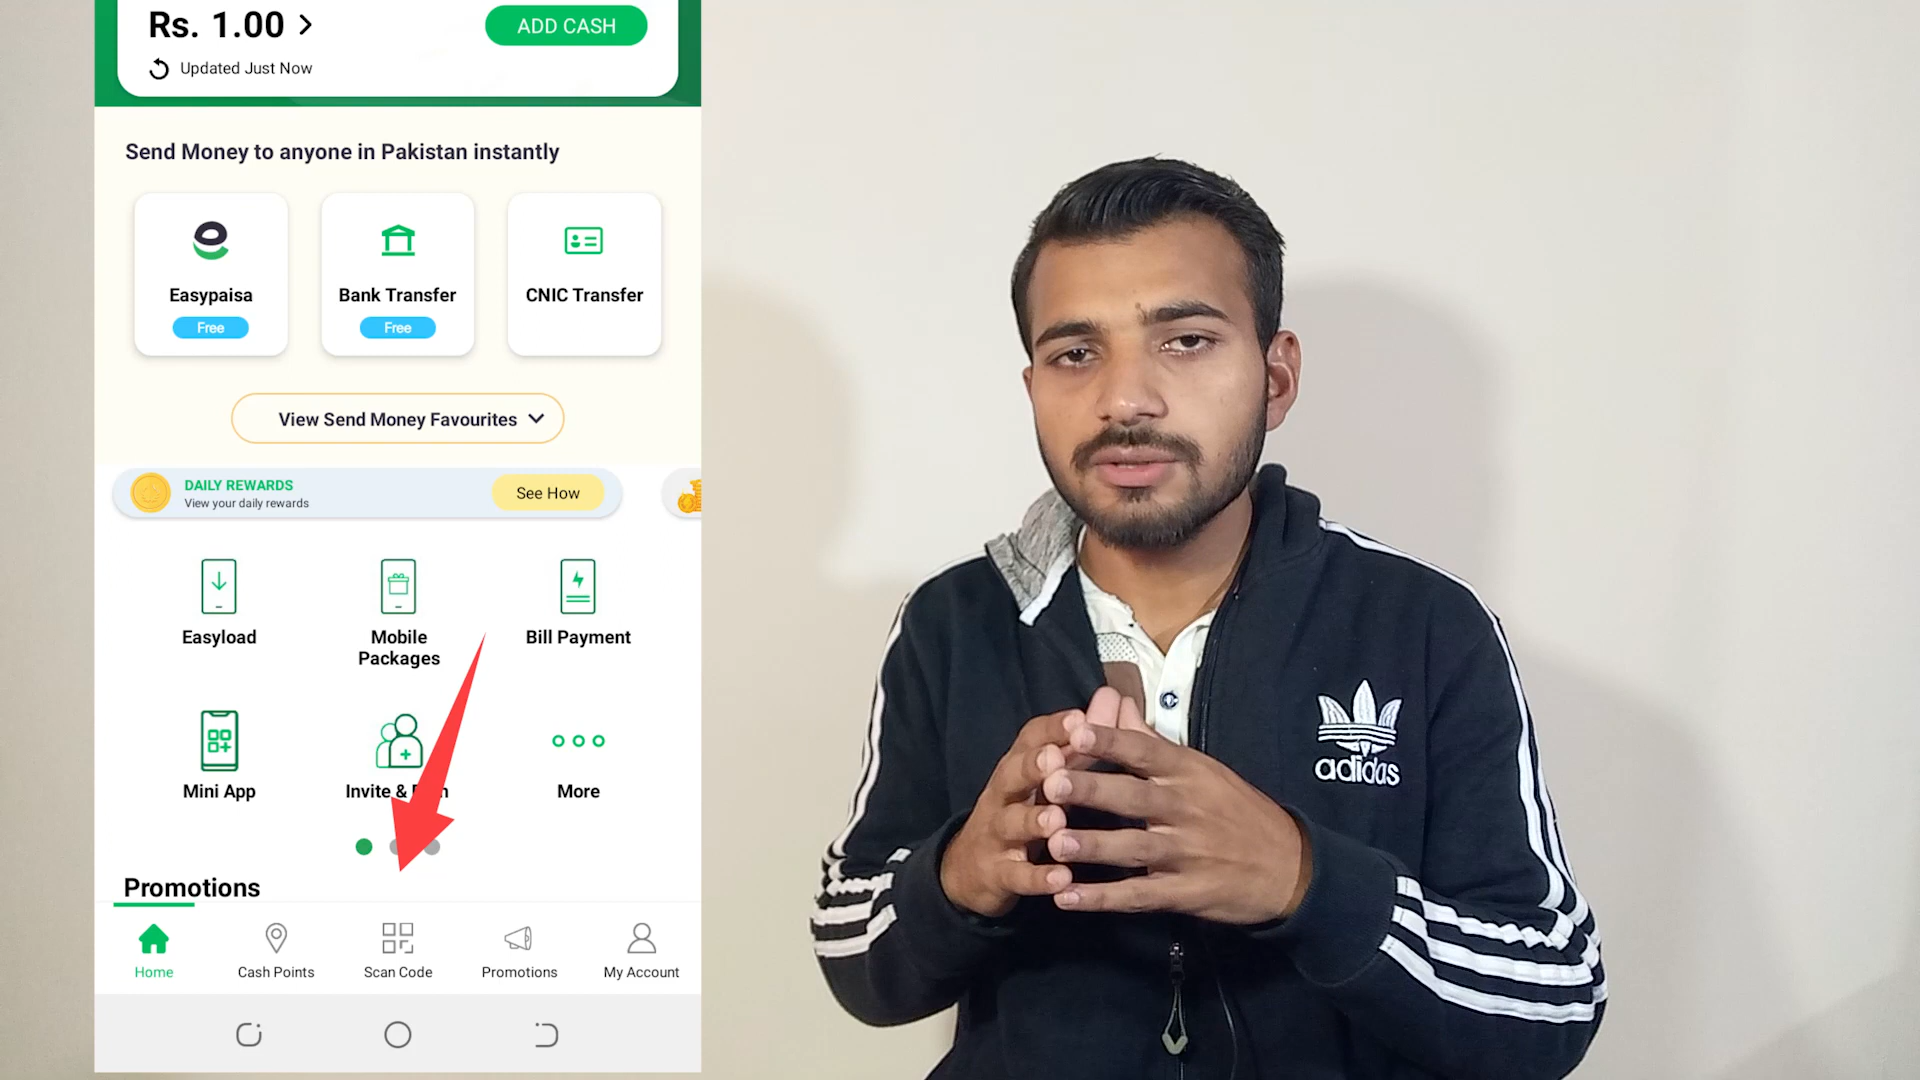 Rs. 1.00
ADD CASH
Updated Just Now
Send Money to anyone in Pakistan instantly
Easypaisa
Bank Transfer
CNIC Transfer
Free
Free
View Send Money Favourites
DAILY REWARDS
View your daily rewards
See How
Easyload
Mobile
Packages
Bill Payment
Mini App
Invite &
More
Promotions
Home
Cash Points
Scan Code
Promotions
My Account
adidas